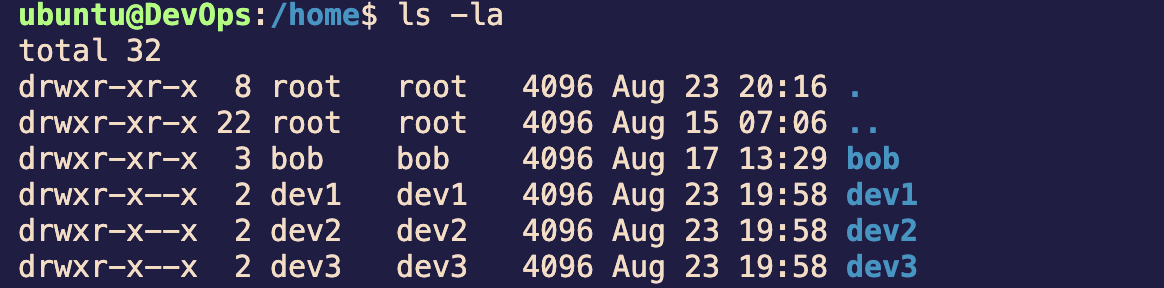 ubuntu@DevOps:/home$ ls -la
total 32
drwxr-xr-x  8 root   root   4096 Aug 23 20:16 .
drwxr-xr-x 22 root   root   4096 Aug 15 07:06 ..
drwxr-xr-x  3 bob    bob    4096 Aug 17 13:29 bob
drwxr-x--x  2 dev1   dev1   4096 Aug 23 19:58 dev1
drwxr-x--x  2 dev2   dev2   4096 Aug 23 19:58 dev2
drwxr-x--x  2 dev3   dev3   4096 Aug 23 19:58 dev3